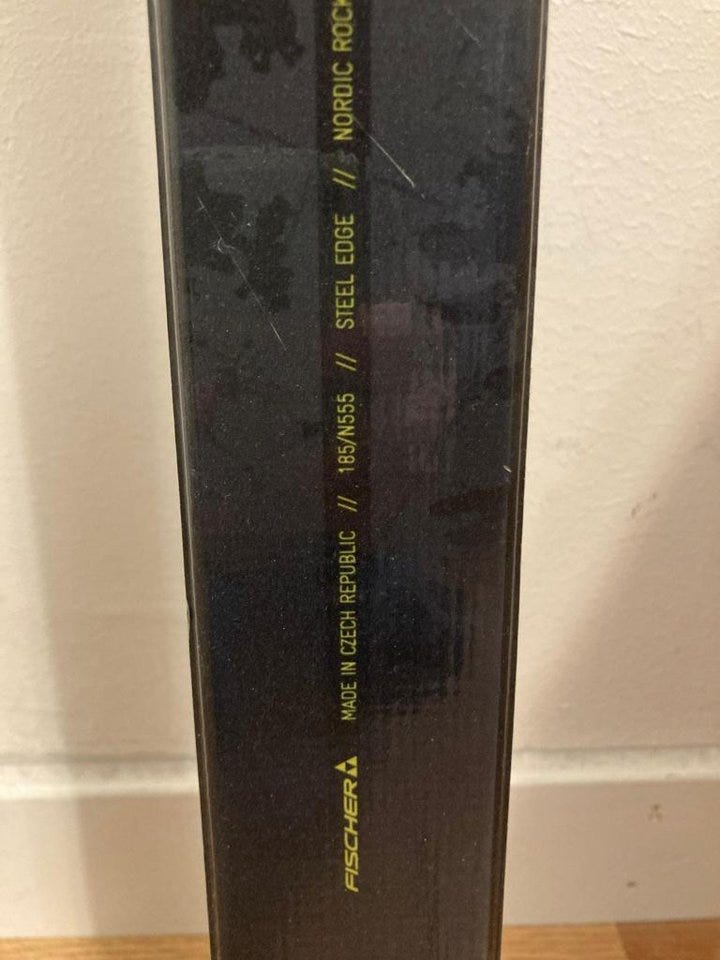 FISCHER MADE IN CZECH REPUBLIC // 185/N555 // STEEL EDGE // NORDIC ROCK